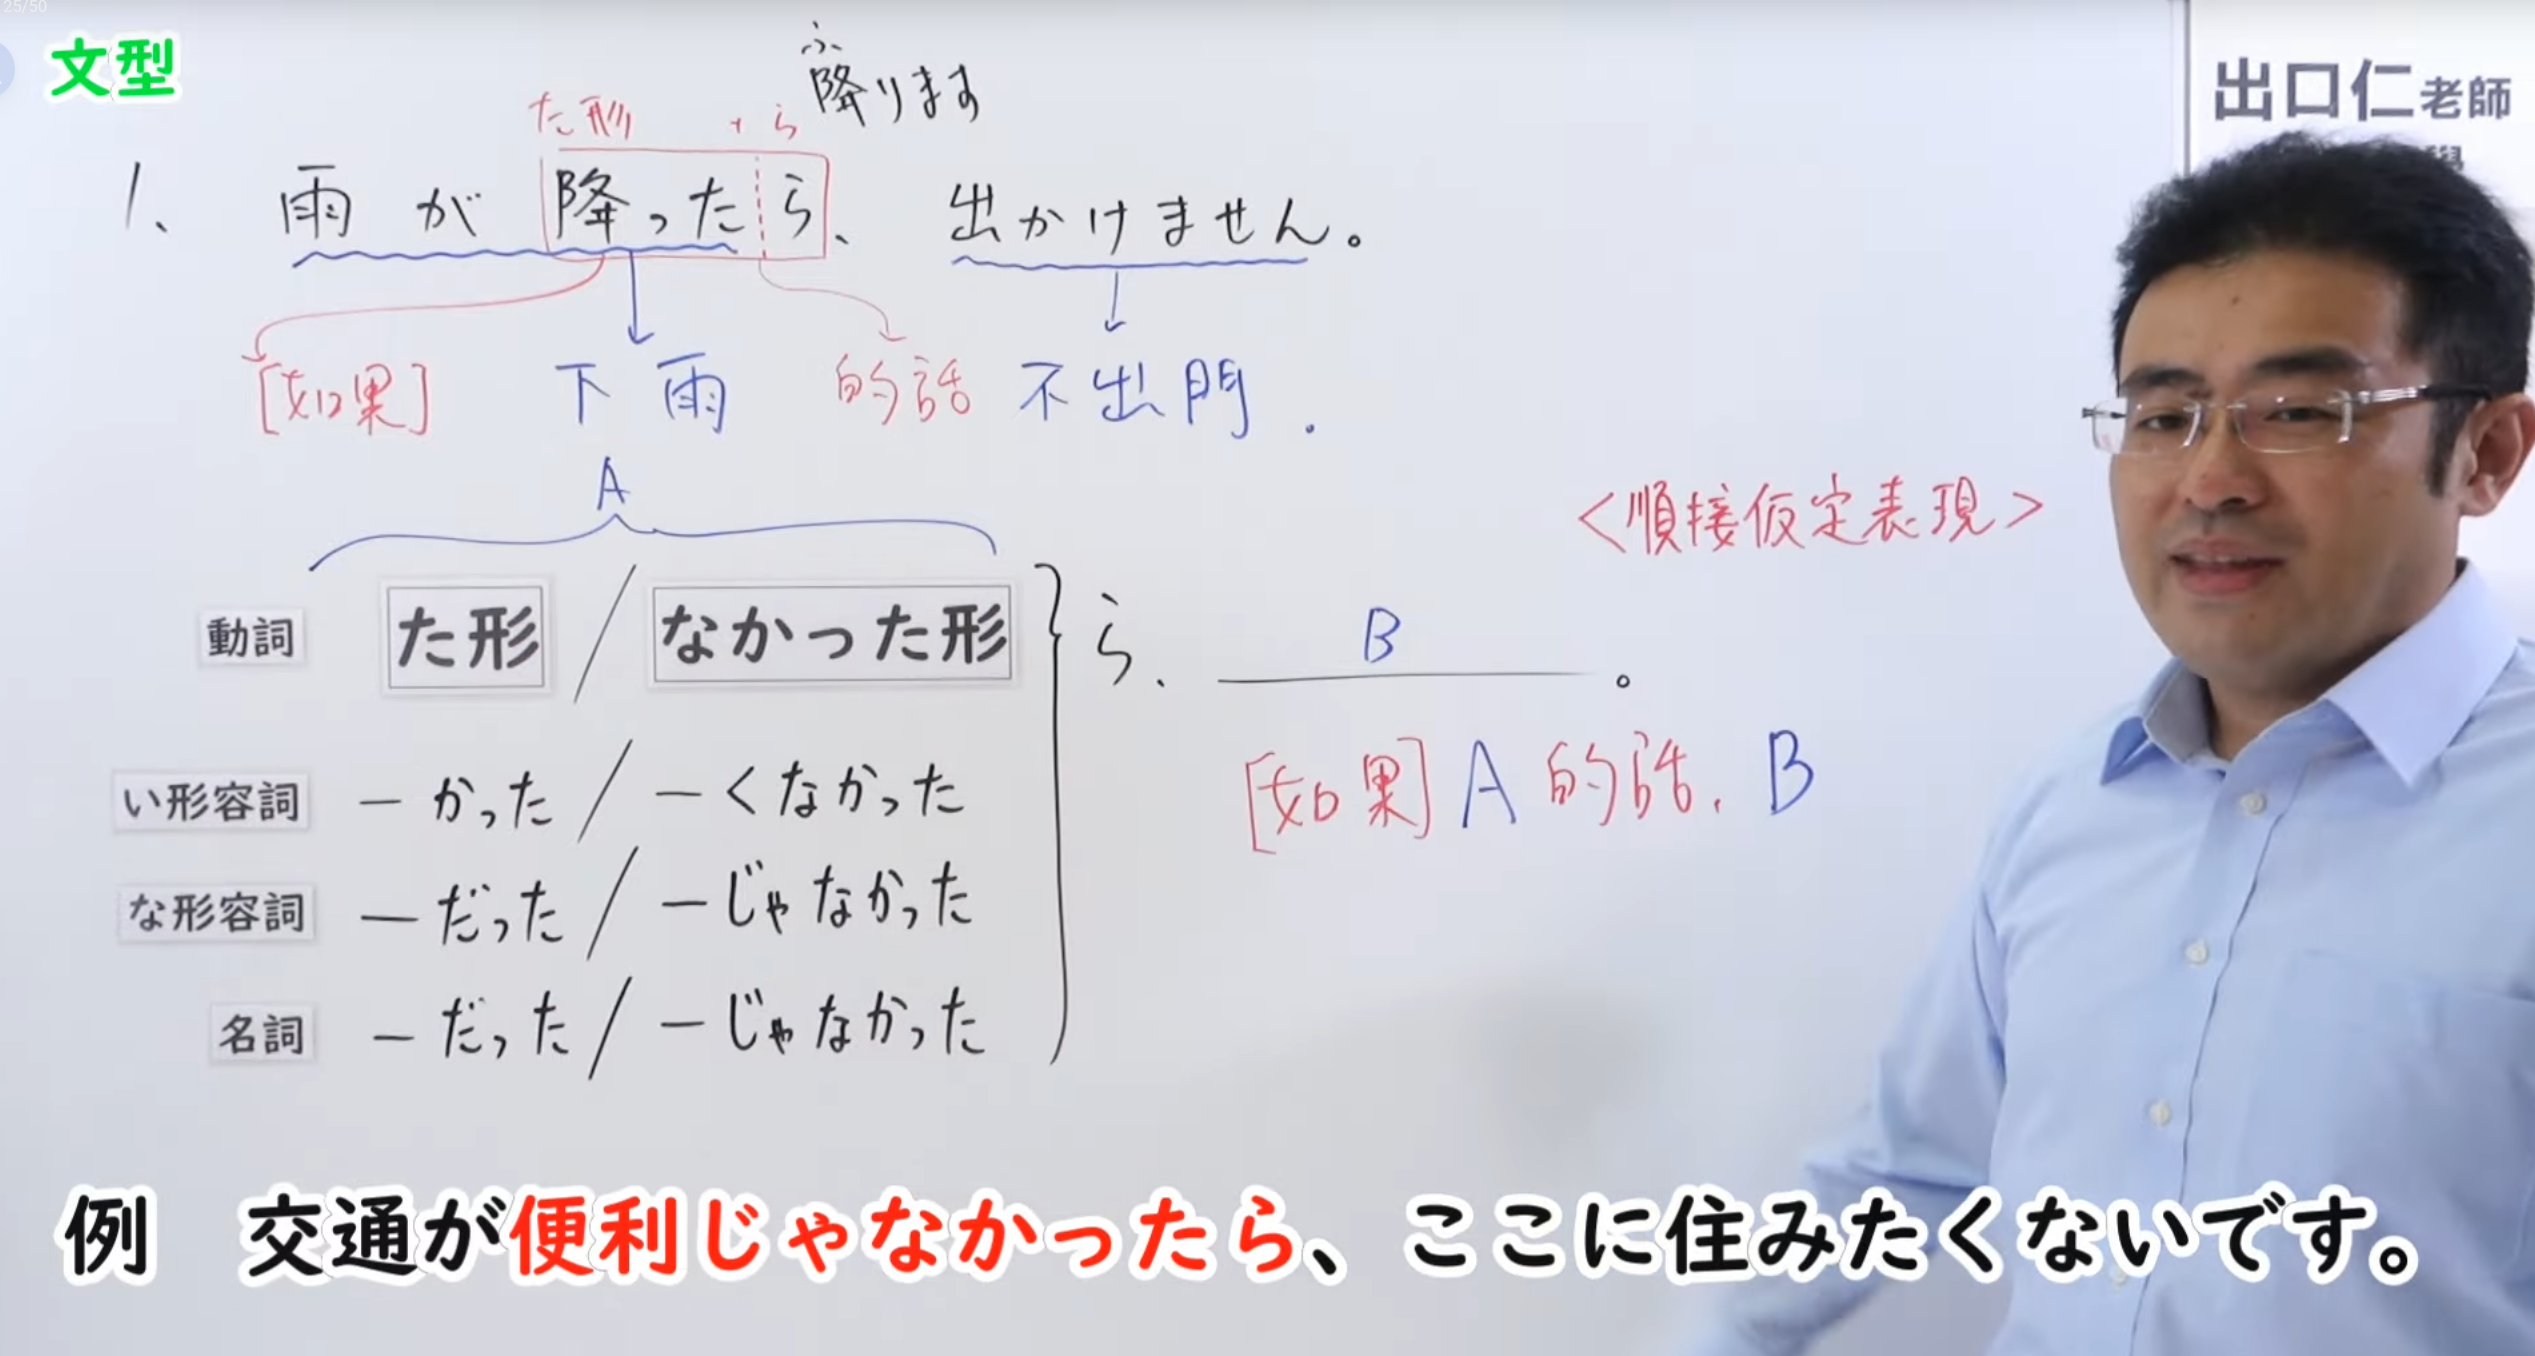 25/50
文型
出口仁老師
ふ
降ります
た形 + ら
1、 雨が降ったら、出かけません。
[如果] 下雨 的話 不出門.
A
<順接仮定表現>
動詞 た形 / なかった形
ら、 B 。
い形容詞 ーかった / ーくなかった
[如果] A 的話, B
な形容詞 ーだった / ーじゃなかった
名詞 ーだった / ーじゃなかった
例 交通が便利じゃなかったら、ここに住みたくないです。